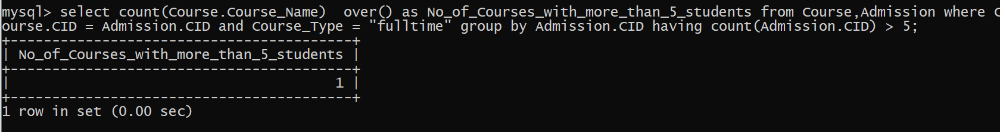 mysql> select count(Course.Course_Name)  over() as No_of_Courses_with_more_than_5_students from Course,Admission where C
ourse.CID = Admission.CID and Course_Type = "fulltime" group by Admission.CID having count(Admission.CID) > 5;
+-----------------------------------------+
| No_of_Courses_with_more_than_5_students |
+-----------------------------------------+
|                                       1 |
+-----------------------------------------+
1 row in set (0.00 sec)